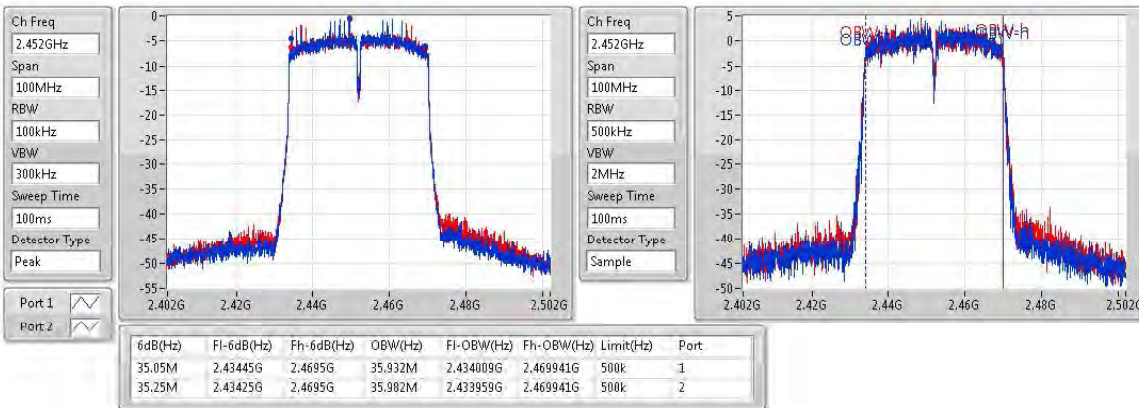 Ch Freq
2.452GHz
Span
100MHz
RBW
100kHz
VBW
300kHz
Sweep Time
100ms
Detector Type
Peak
Port 1
Port 2
0
-5
-10
-15
-20
-25
-30
-35
-40
-45
-50
-55
2.402G 2.42G 2.44G 2.46G 2.48G 2.502G
Ch Freq
2.452GHz
Span
100MHz
RBW
500kHz
VBW
2MHz
Sweep Time
100ms
Detector Type
Sample
5
0
-5
-10
-15
-20
-25
-30
-35
-40
-45
-50
OBW-h
2.402G 2.42G 2.44G 2.46G 2.48G 2.502G
6dB(Hz) Fl-6dB(Hz) Fh-6dB(Hz) OBW(Hz) Fl-OBW(Hz) Fh-OBW(Hz) Limit(Hz) Port
35.05M 2.43445G 2.4695G 35.932M 2.434009G 2.469941G 500k 1
35.25M 2.43425G 2.4695G 35.982M 2.433959G 2.469941G 500k 2